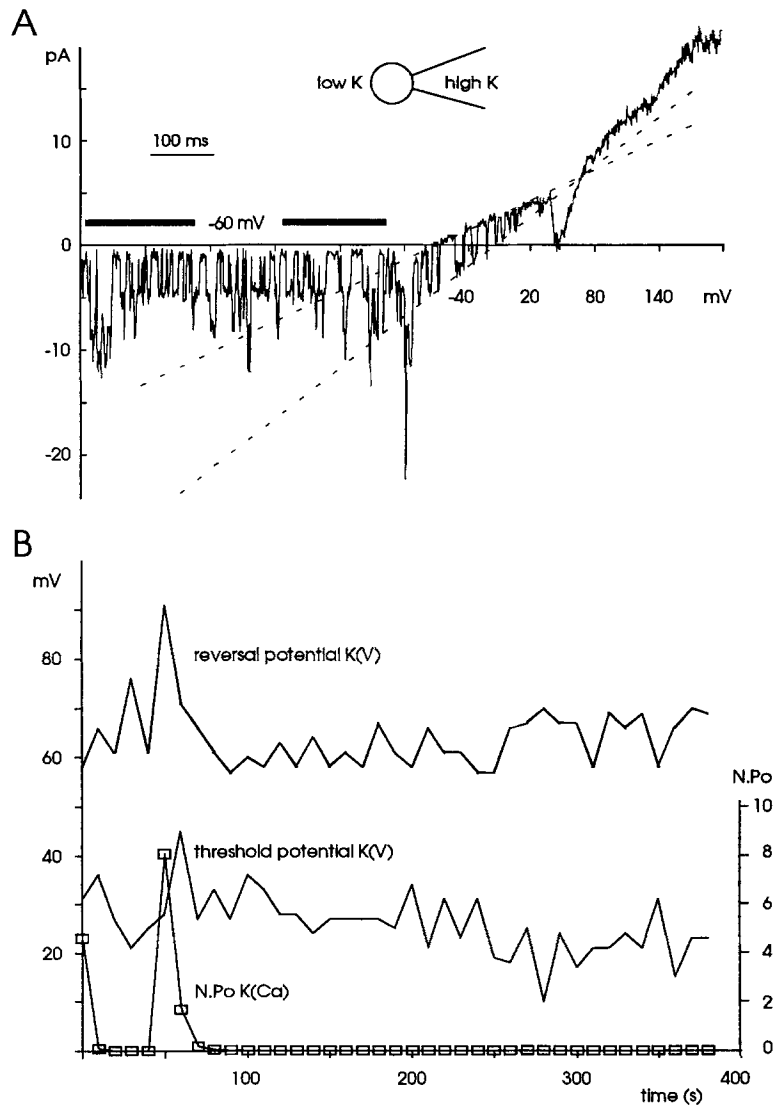 A
pA
low K
high K
10
100 ms
-60 mV
0
-40
20
80
140
mV
-10
-20
B
mV
reversal potential K(V)
80
60
N.Po
10
threshold potential K(V)
40
8
6
20
N.Po K(Ca)
4
2
0
100
200
300
400
time (s)